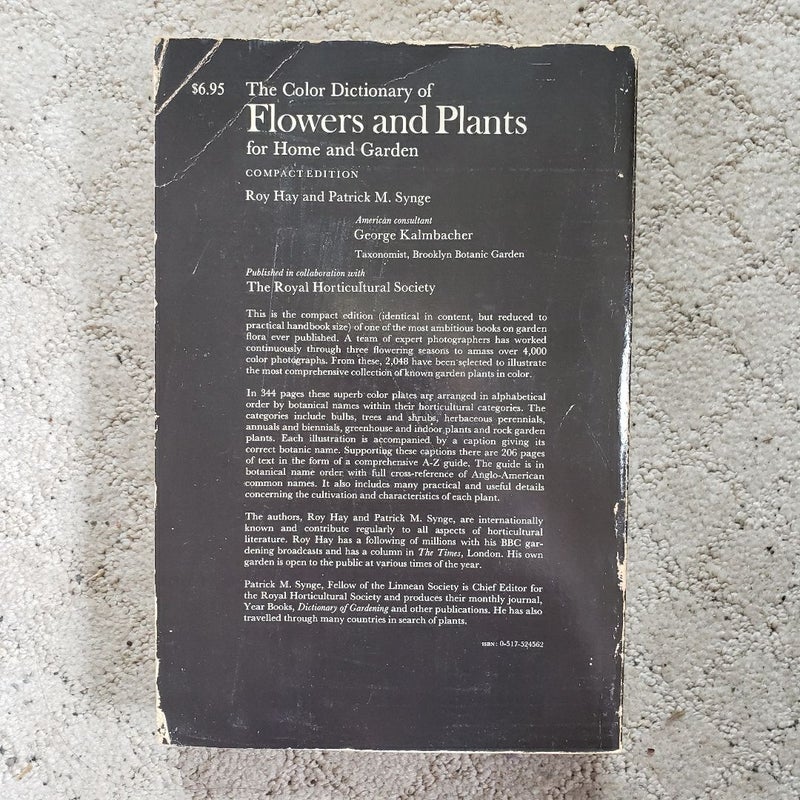 $6.95 The Color Dictionary of
Flowers and Plants
for Home and Garden
COMPACT EDITION
Roy Hay and Patrick M. Synge
American consultant
George Kalmbacher
Taxonomist, Brooklyn Botanic Garden
Published in collaboration with
The Royal Horticultural Society
This is the compact edition (identical in content, but reduced to
practical handbook size) of one of the most ambitious books on garden
flora ever published. A team of expert photographers has worked
continuously through three flowering seasons to amass over 4,000
color photographs. From these, 2,048 have been selected to illustrate
the most comprehensive collection of known garden plants in color.
In 344 pages these superb color plates are arranged in alphabetical
order by botanical names within their horticultural categories. The
categories include bulbs, trees and shrubs, herbaceous perennials,
annuals and biennials, greenhouse and indoor plants and rock garden
plants. Each illustration is accompanied by a caption giving its
correct botanic name. Supporting these captions there are 206 pages
of text in the form of a comprehensive A-Z guide. The guide is in
botanical name order with full cross-reference of Anglo-American
common names. It also includes many practical and useful details
concerning the cultivation and characteristics of each plant.
The authors, Roy Hay and Patrick M. Synge, are internationally
known and contribute regularly to all aspects of horticultural
literature. Roy Hay has a following of millions with his BBC gar-
dening broadcasts and has a column in The Times, London. His own
garden is open to the public at various times of the year.
Patrick M. Synge, Fellow of the Linnean Society is Chief Editor for
the Royal Horticultural Society and produces their monthly journal,
Year Books, Dictionary of Gardening and other publications. He has also
travelled through many countries in search of plants.
ISBN: 0-517-524562